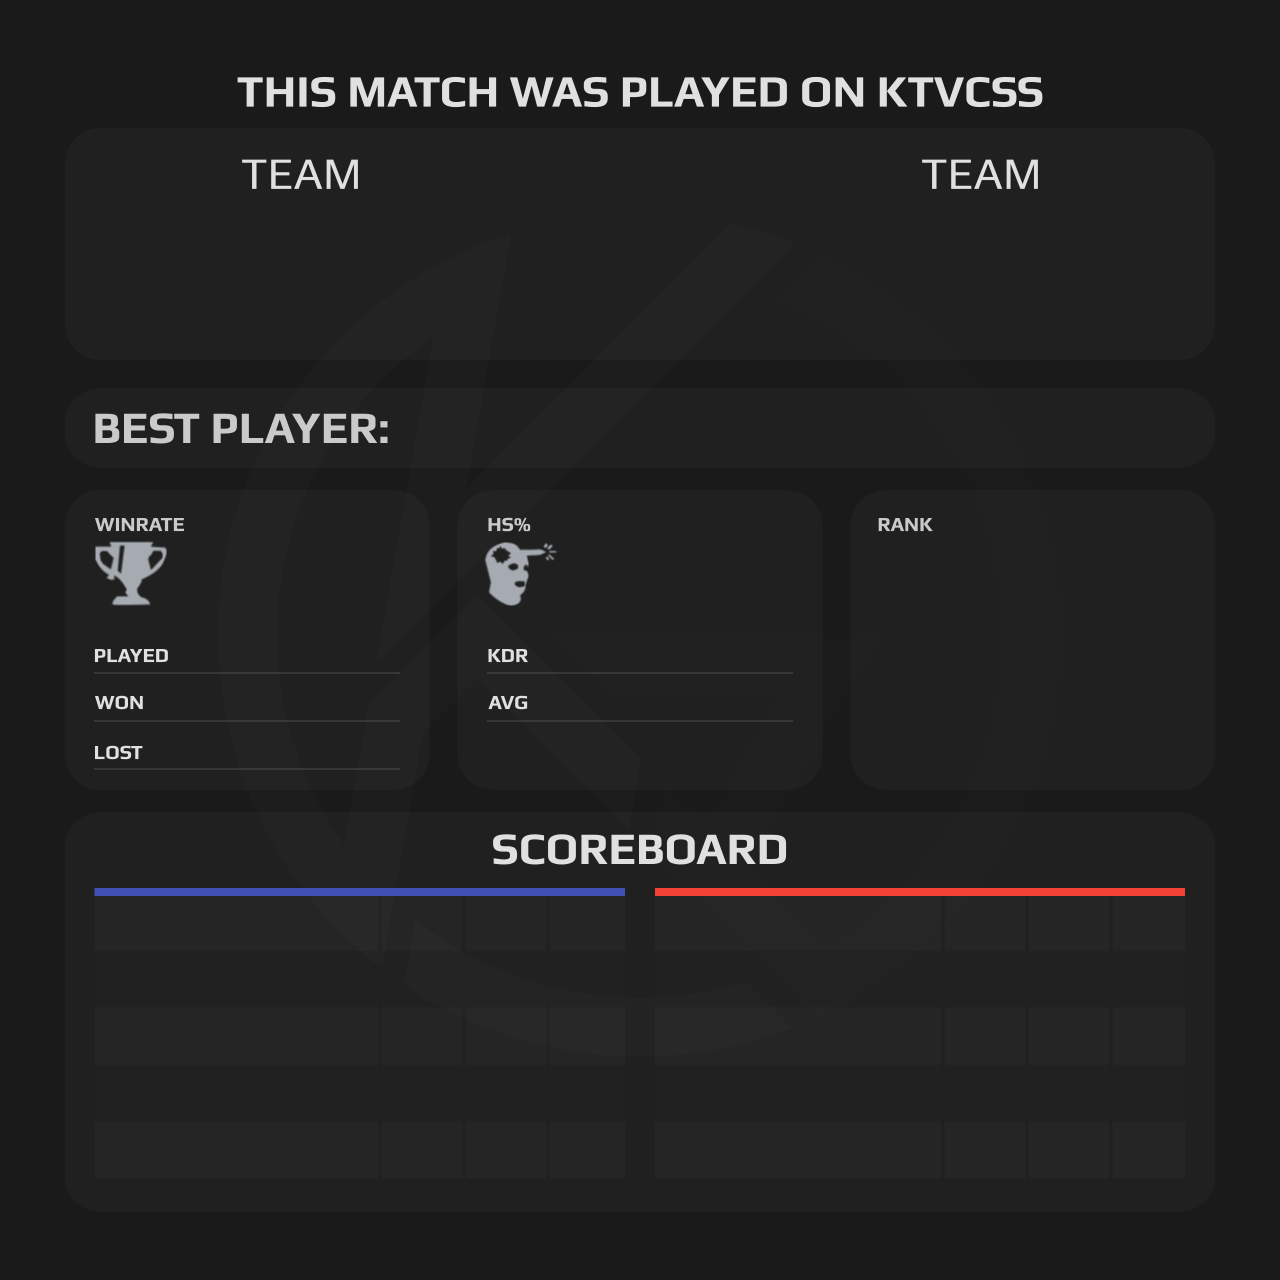 THIS MATCH WAS PLAYED ON KTVCSS
TEAM
TEAM
BEST PLAYER:
WINRATE
PLAYED
WON
LOST
HS%
KDR
AVG
RANK
SCOREBOARD